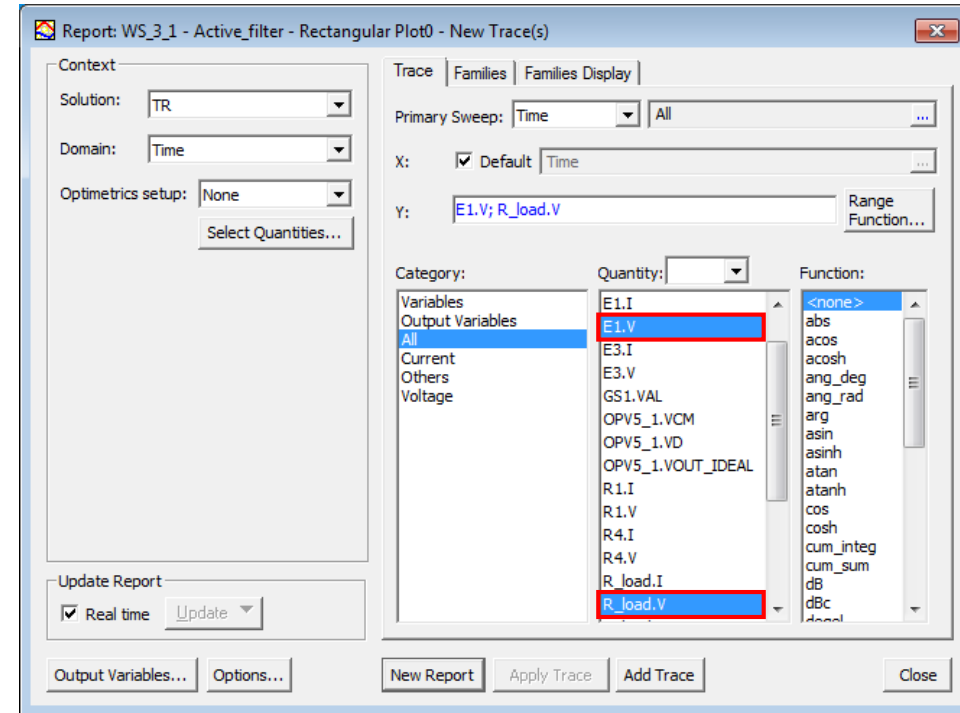 Report: WS_3_1 - Active_filter - Rectangular Plot0 - New Trace(s)
Context
Solution: TR
Domain: Time
Optimetrics setup: None
Select Quantities...
Update Report
Real time Update
Output Variables... Options...
Trace Families Families Display
Primary Sweep: Time All ...
X: Default Time ...
Y: E1.V; R_load.V
Range
Function...
Category:
Variables
Output Variables
All
Current
Others
Voltage
Quantity:
E1.I
E1.V
E3.I
E3.V
GS1.VAL
OPV5_1.VCM
OPV5_1.VD
OPV5_1.VOUT_IDEAL
R1.I
R1.V
R4.I
R4.V
R_load.I
R_load.V
Function:
<none>
abs
acos
acosh
ang_deg
ang_rad
arg
asin
asinh
atan
atanh
cos
cosh
cum_integ
cum_sum
dB
dBc
New Report Apply Trace Add Trace Close